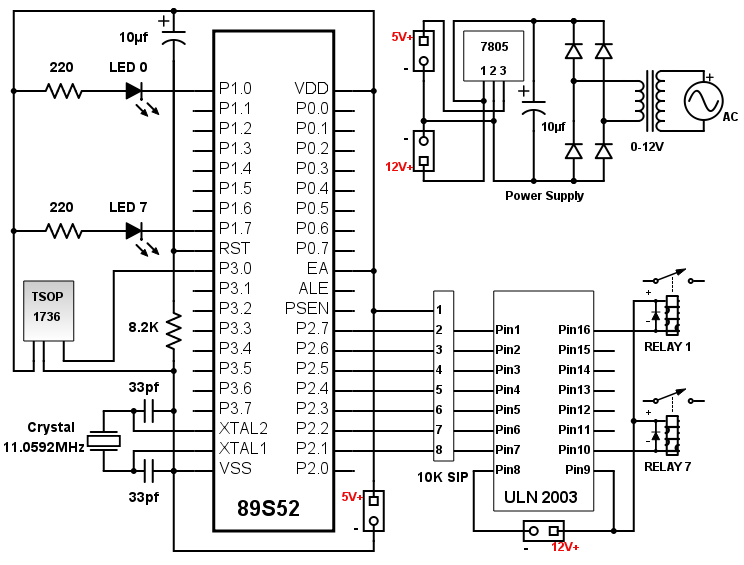 10µf
+
220
LED 0
220
LED 7
TSOP
1736
8.2K
33pf
Crystal
11.0592MHz
33pf
P1.0
P1.1
P1.2
P1.3
P1.4
P1.5
P1.6
P1.7
RST
P3.0
P3.1
P3.2
P3.3
P3.4
P3.5
P3.6
P3.7
XTAL2
XTAL1
VSS
VDD
P0.0
P0.1
P0.2
P0.3
P0.4
P0.5
P0.6
P0.7
EA
ALE
PSEN
P2.7
P2.6
P2.5
P2.4
P2.3
P2.2
P2.1
P2.0
89S52
5V+
-
5V+
-
-
12V+
7805
1 2 3
+
10µf
Power Supply
0-12V
+
AC
1
2
3
4
5
6
7
8
10K SIP
Pin1
Pin2
Pin3
Pin4
Pin5
Pin6
Pin7
Pin8
Pin16
Pin15
Pin14
Pin13
Pin12
Pin11
Pin10
Pin9
ULN 2003
-
12V+
+
-
RELAY 1
+
-
RELAY 7